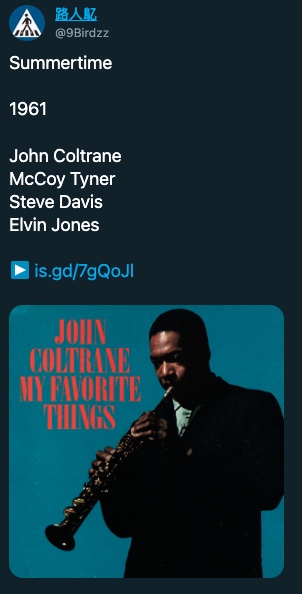 路人髟
@9Birdzz
Summertime
1961
John Coltrane
McCoy Tyner
Steve Davis
Elvin Jones
is.gd/7gQoJl
JOHN
COLTRANE
MY FAVORITE
THINGS